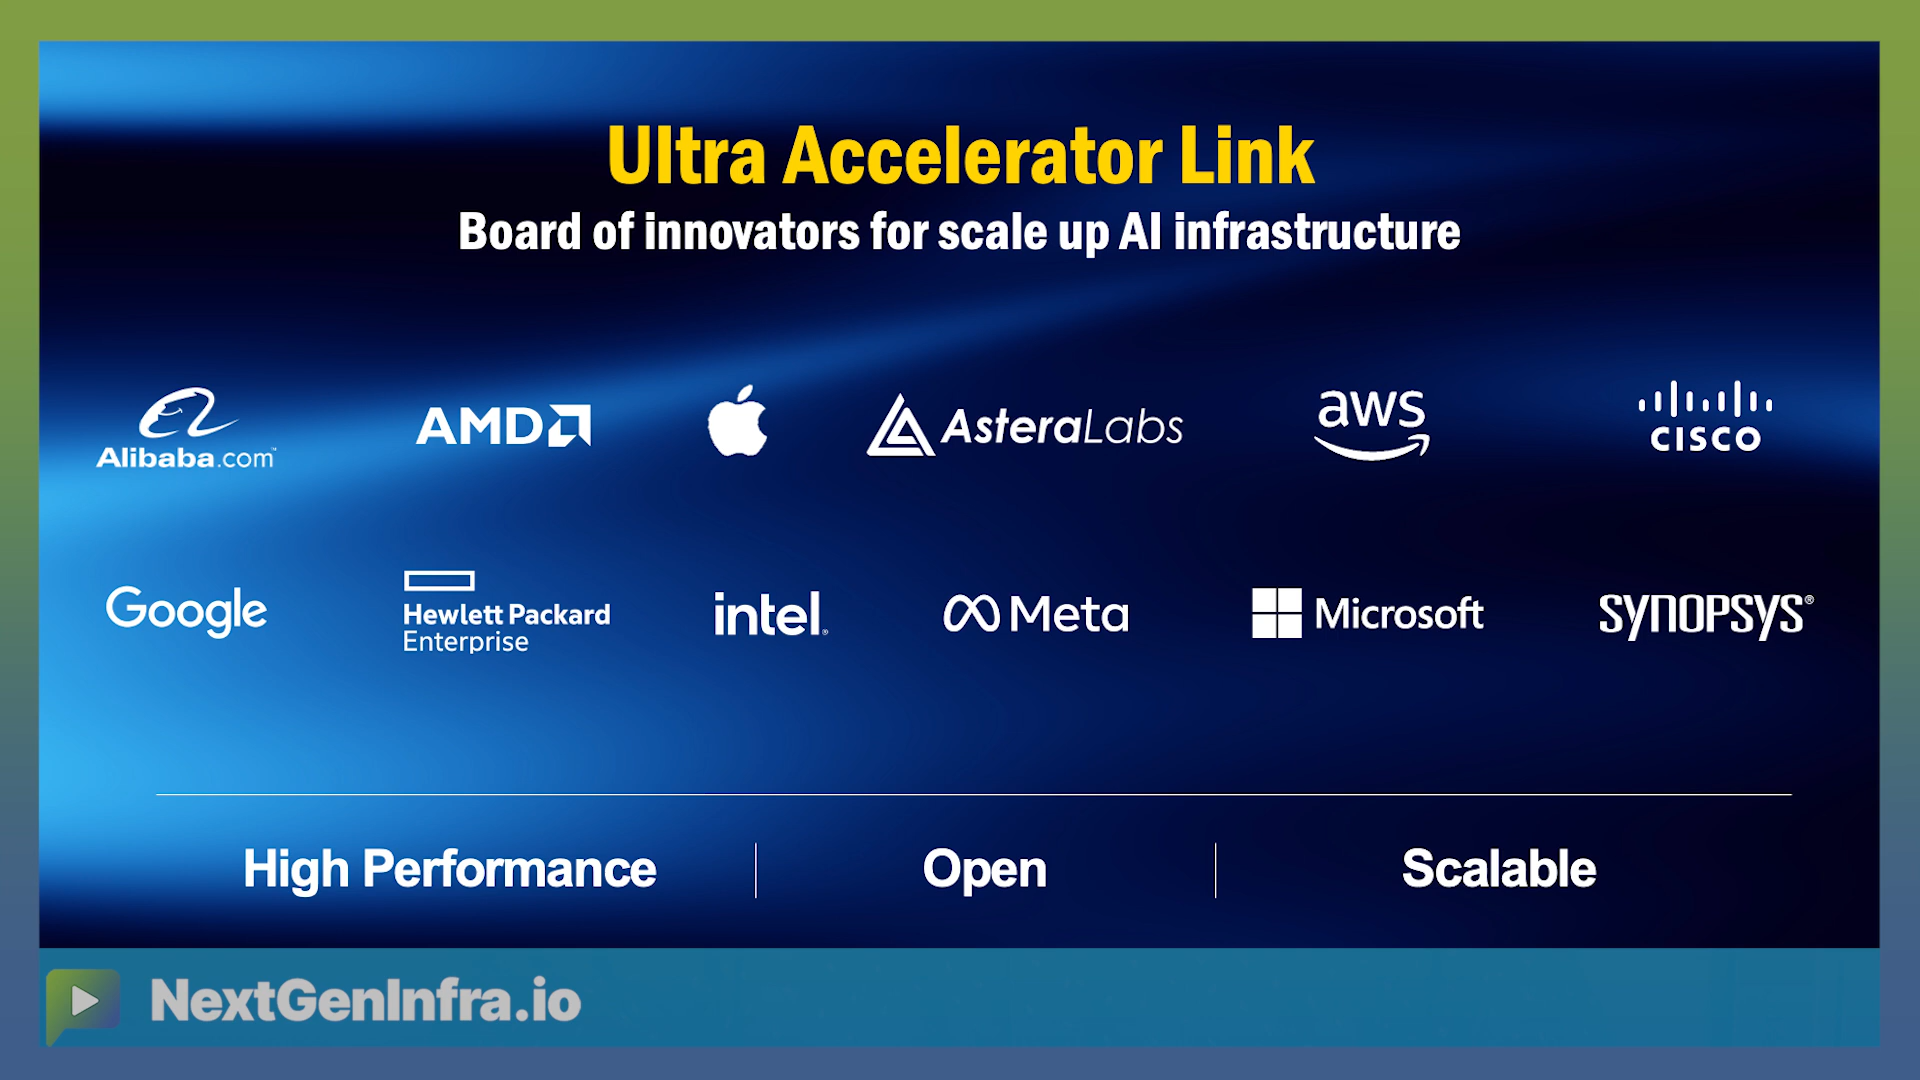 Ultra Accelerator Link
Board of innovators for scale up AI infrastructure
Alibaba.com™
AMD
AsteraLabs
aws
CISCO
Google
Hewlett Packard
Enterprise
intel®
Meta
Microsoft
SYNOPSYS®
High Performance
Open
Scalable
NextGenInfra.io